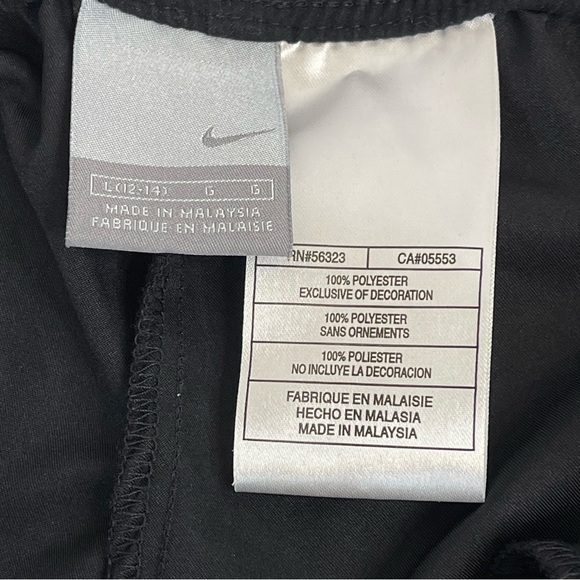 L(12-14) G G
MADE IN MALAYSIA
FABRIQUE EN MALAISIE
RN#56323 CA#05553
100% POLYESTER
EXCLUSIVE OF DECORATION
100% POLYESTER
SANS ORNEMENTS
100% POLIESTER
NO INCLUYE LA DECORACION
FABRIQUE EN MALAISIE
HECHO EN MALASIA
MADE IN MALAYSIA